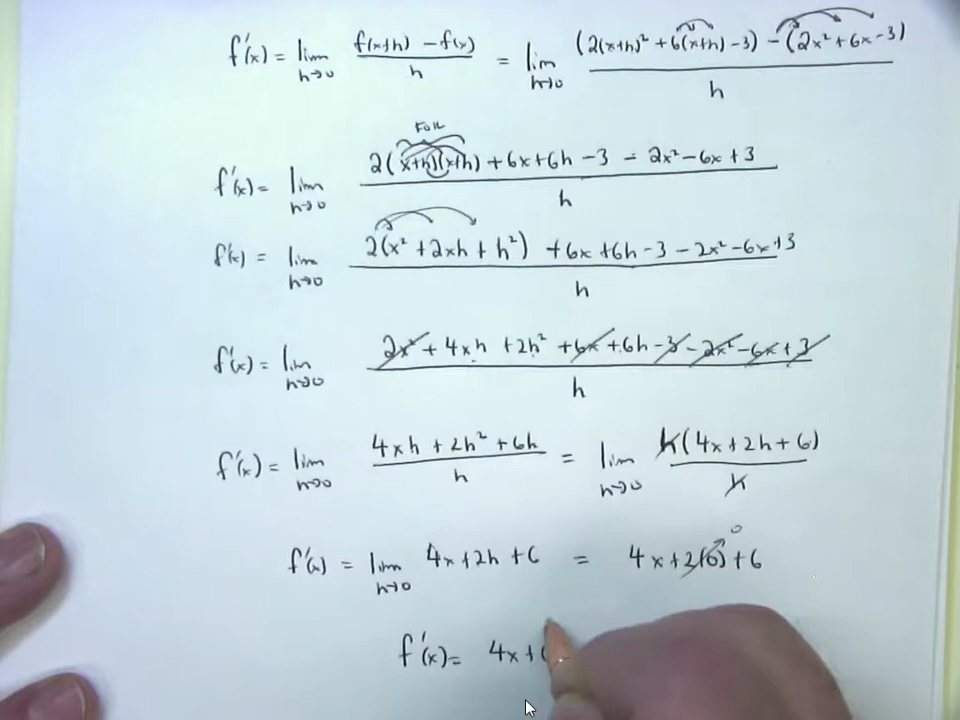 f'(x) = lim h→0 f(x+h) - f(x) / h = lim h→0 (2(x+h)² + 6(x+h) - 3) - (2x² + 6x - 3) / h
FOIL
f'(x) = lim h→0 2(x+h)(x+h) + 6x + 6h - 3 - 2x² - 6x + 3 / h
f'(x) = lim h→0 2(x² + 2xh + h²) + 6x + 6h - 3 - 2x² - 6x + 3 / h
f'(x) = lim h→0 2x² + 4xh + 2h² + 6x + 6h - 3 - 2x² - 6x + 3 / h
f'(x) = lim h→0 4xh + 2h² + 6h / h = lim h→0 h(4x + 2h + 6) / h
0
f'(x) = lim h→0 4x + 2h + 6 = 4x + 2(0) + 6
f'(x) = 4x +